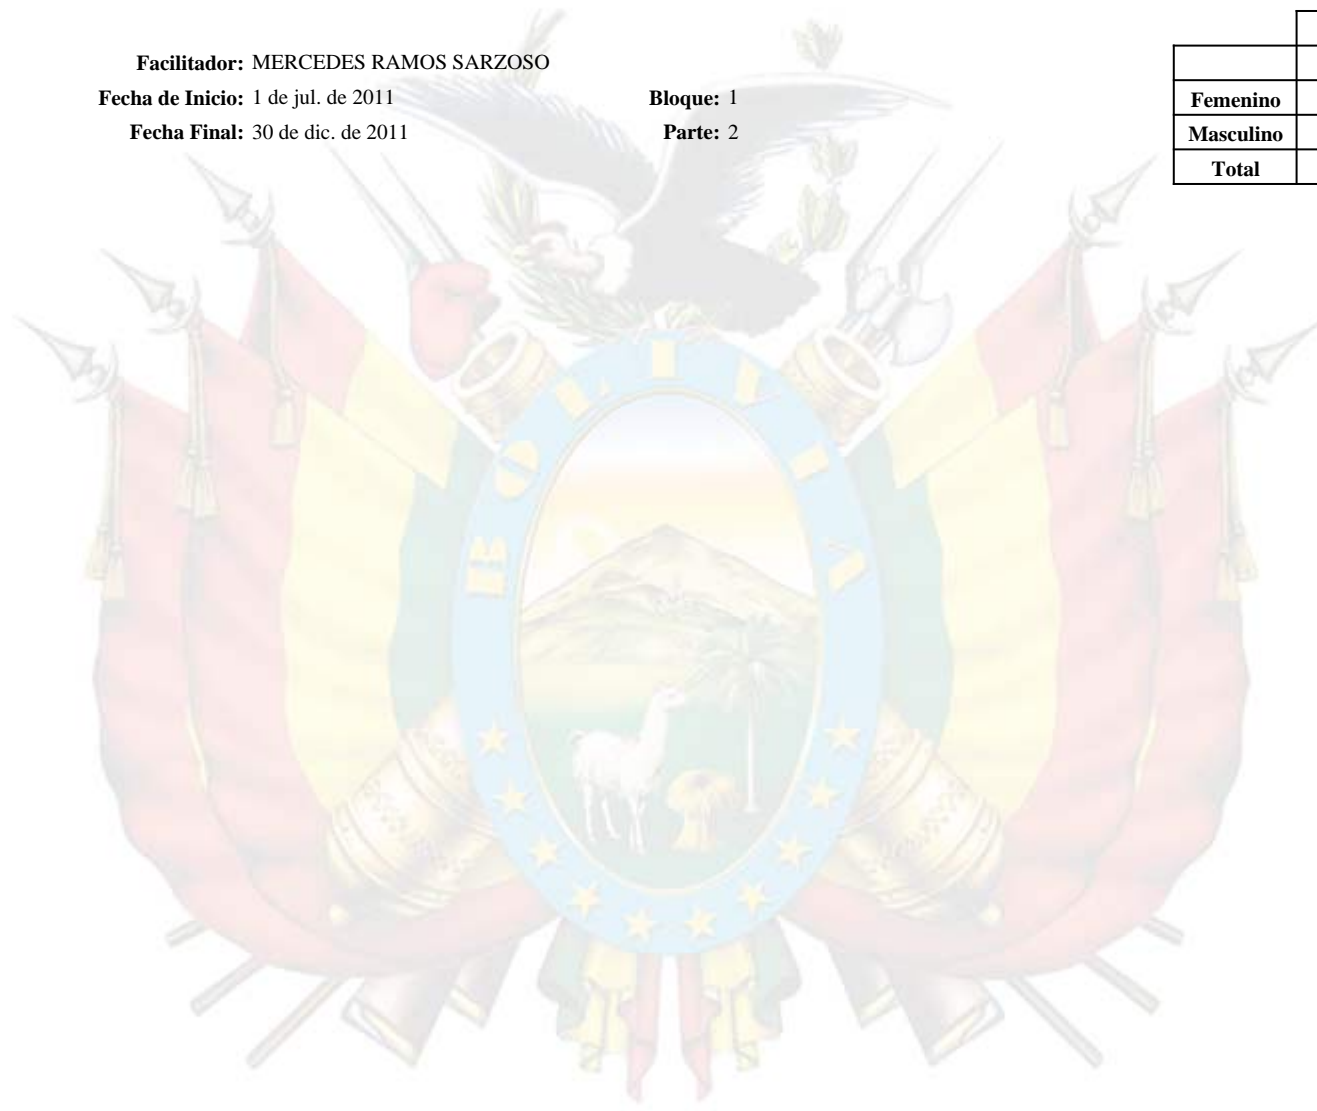 Facilitador: MERCEDES RAMOS SARZOSO
Fecha de Inicio: 1 de jul. de 2011 Bloque: 1
Fecha Final: 30 de dic. de 2011 Parte: 2
Femenino
Masculino
Total
BOLIVIA